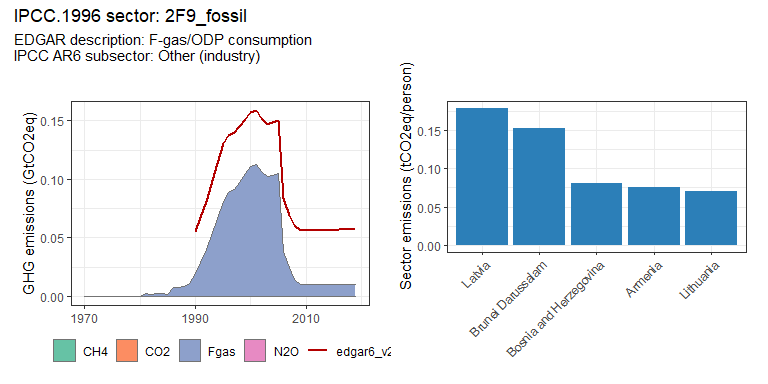 IPCC.1996 sector: 2F9_fossil
EDGAR description: F-gas/ODP consumption
IPCC AR6 subsector: Other (industry)
GHG emissions (GtCO2eq)
0.15
0.10
0.05
0.00
1970
1990
2010
CH4
CO2
Fgas
N2O
edgar6_v2
Sector emissions (tCO2eq/person)
0.15
0.10
0.05
0.00
Latvia
Brunei Darussalam
Bosnia and Herzegovina
Armenia
Lithuania